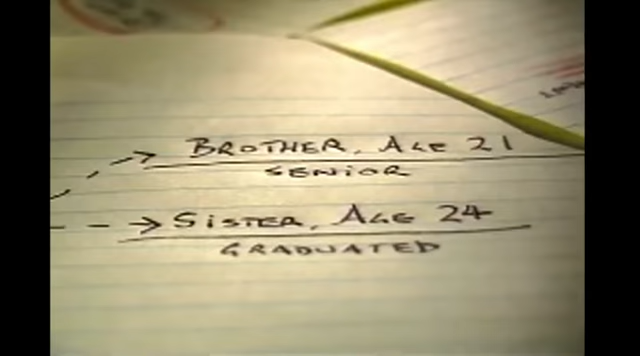 BROTHER, AGE 21
SENIOR
SISTER, AGE 24
GRADUATED